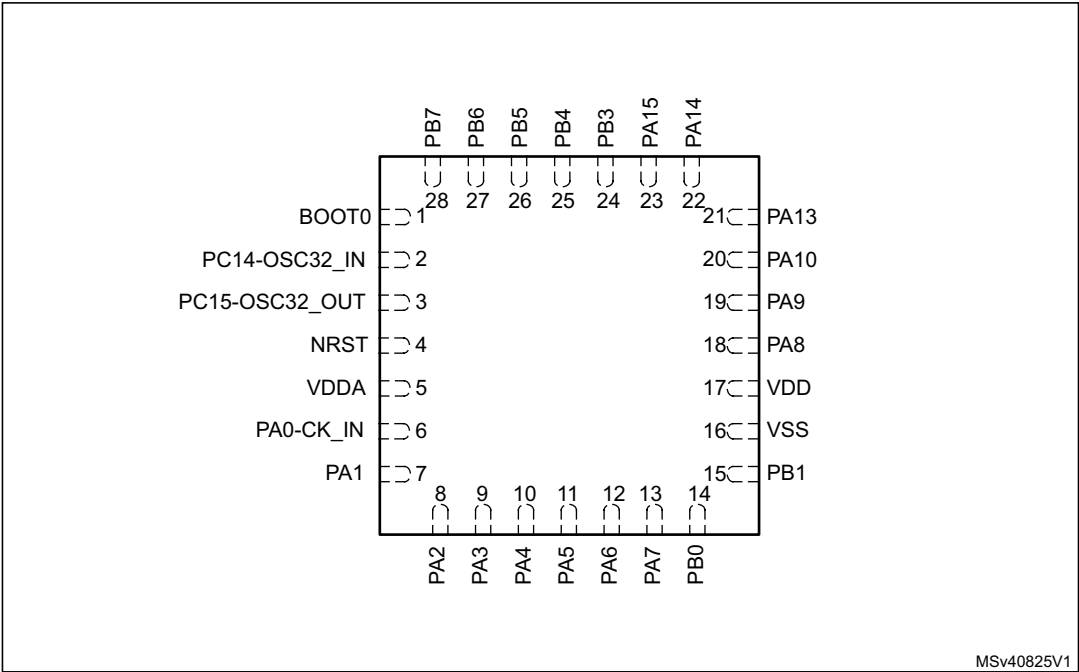 PB7
PB6
PB5
PB4
PB3
PA15
PA14
28
27
26
25
24
23
22
BOOT0 1
21 PA13
PC14-OSC32_IN 2
20 PA10
PC15-OSC32_OUT 3
19 PA9
NRST 4
18 PA8
VDDA 5
17 VDD
PA0-CK_IN 6
16 VSS
PA1 7
15 PB1
8
9
10
11
12
13
14
PA2
PA3
PA4
PA5
PA6
PA7
PB0
MSv40825V1